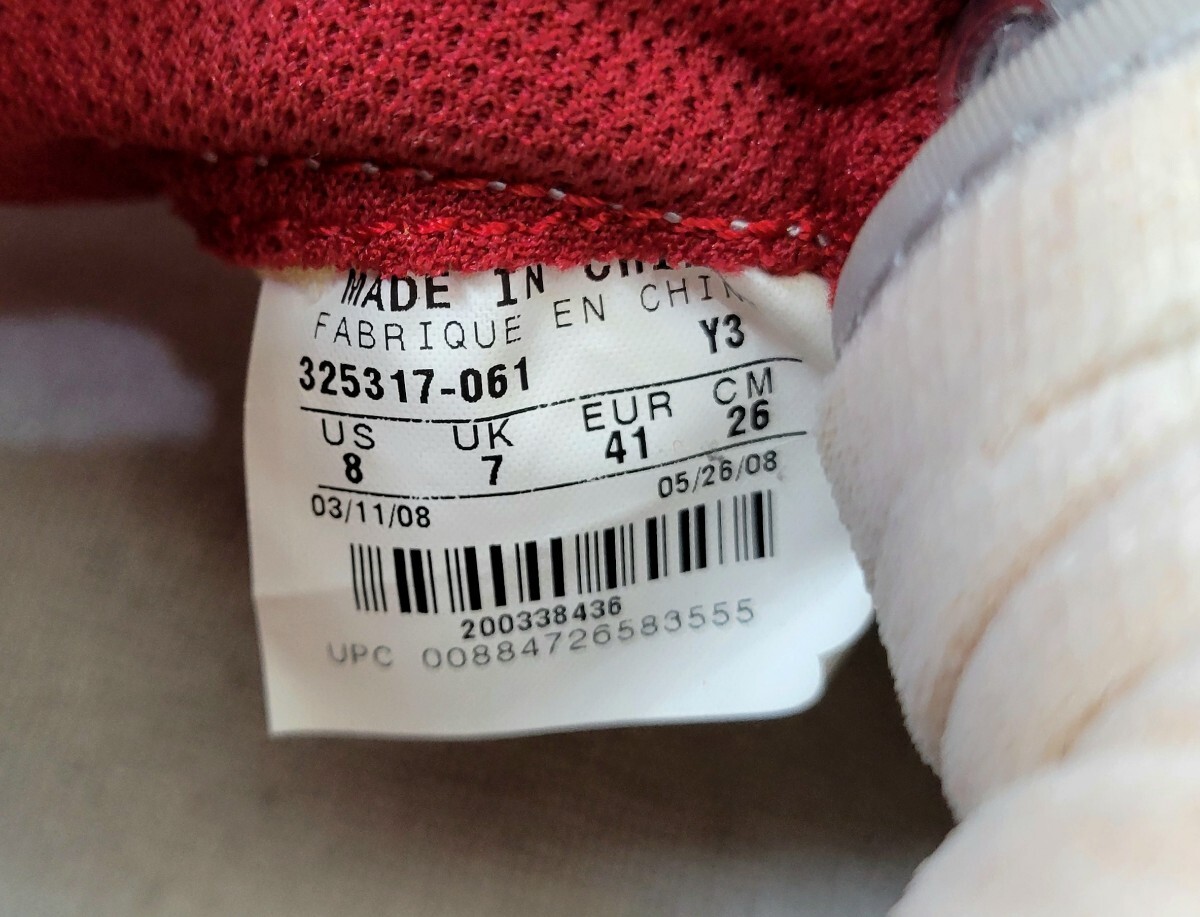 MADE IN CHI
FABRIQUE EN CHIN
325317-061 Y3
US UK EUR CM
8 7 41 26
03/11/08 05/26/08
200338436
UPC 00884726583555